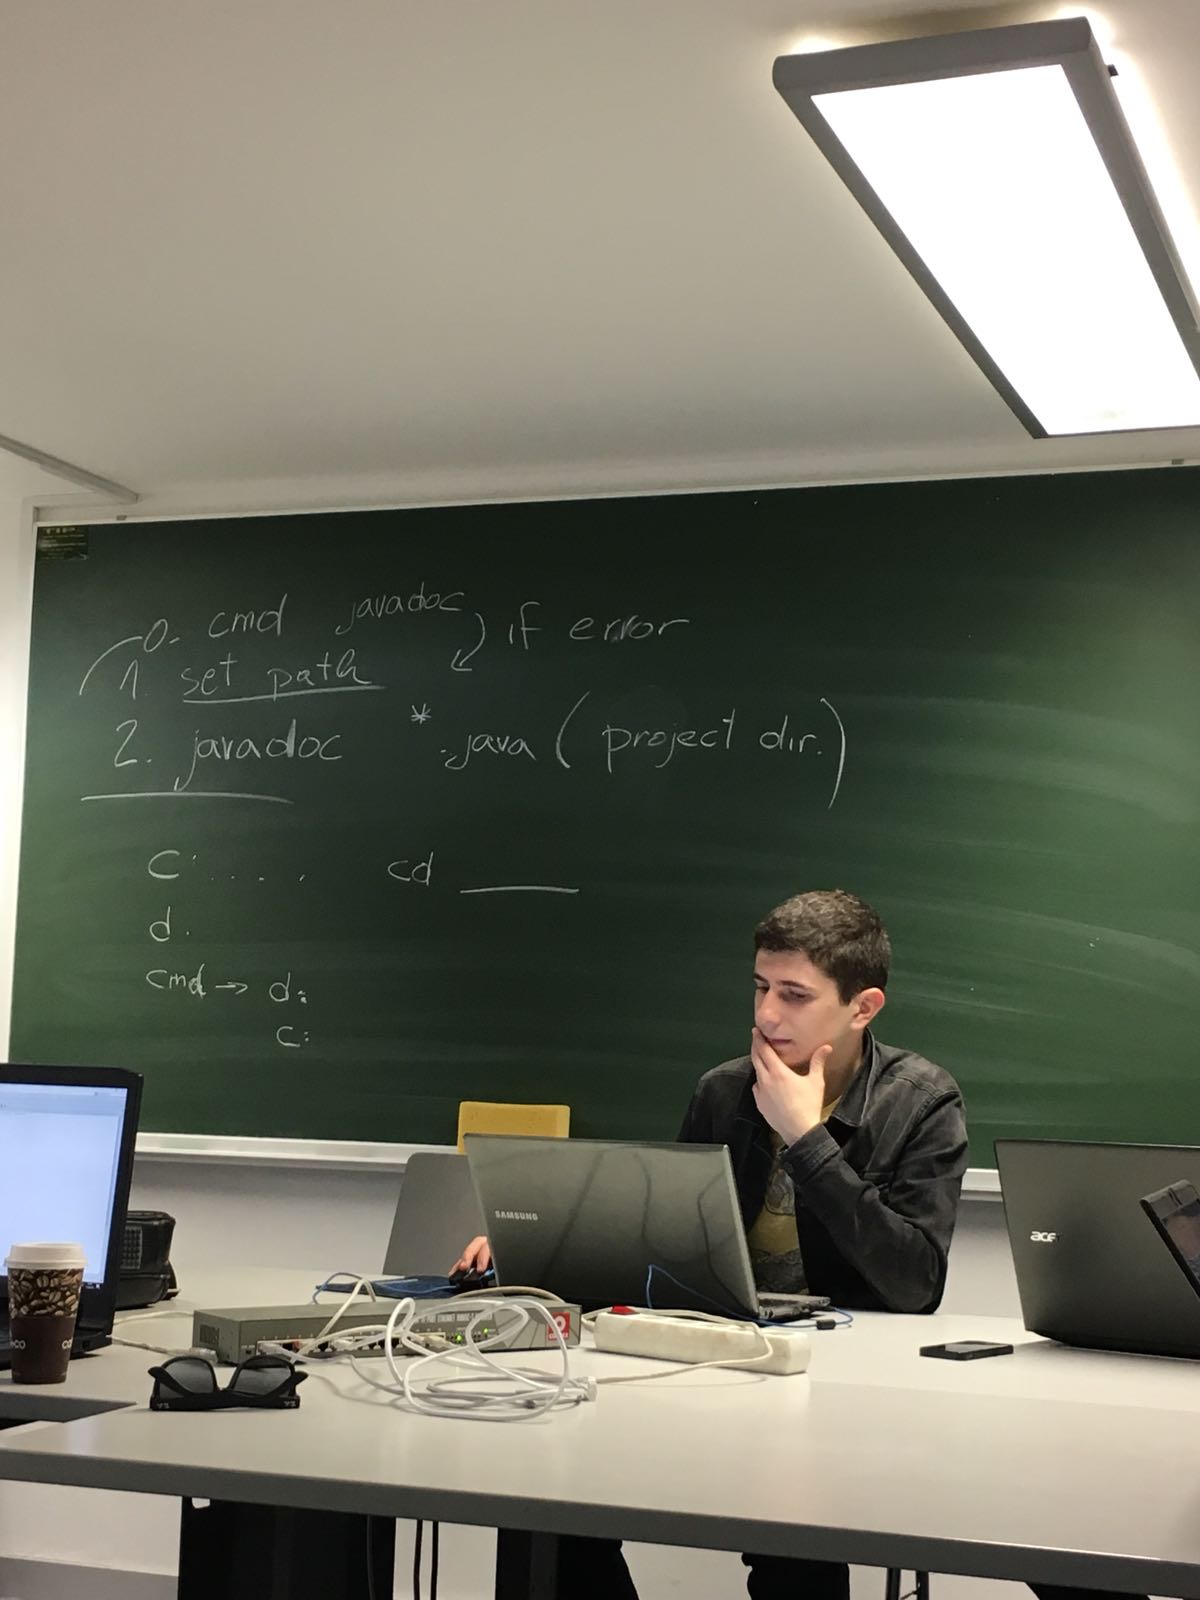 0. cmd javadoc if error
1. set path
2. javadoc *.java ( project dir. )
C: . . . . cd ____
d.
cmd → d:
c:
SAMSUNG
acer